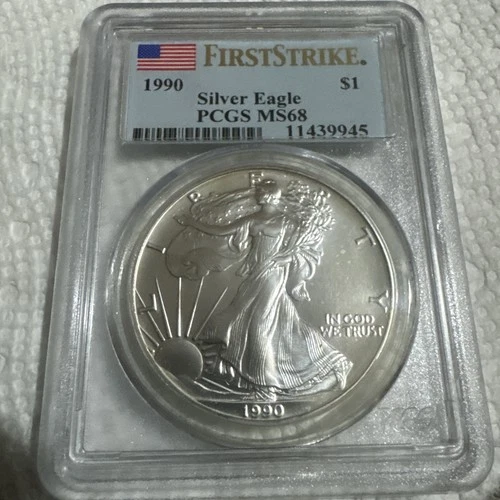 FIRSTSTRIKE®
1990 $1
Silver Eagle
PCGS MS68
11439945
LIBERTY
IN GOD
WE TRUST
1990